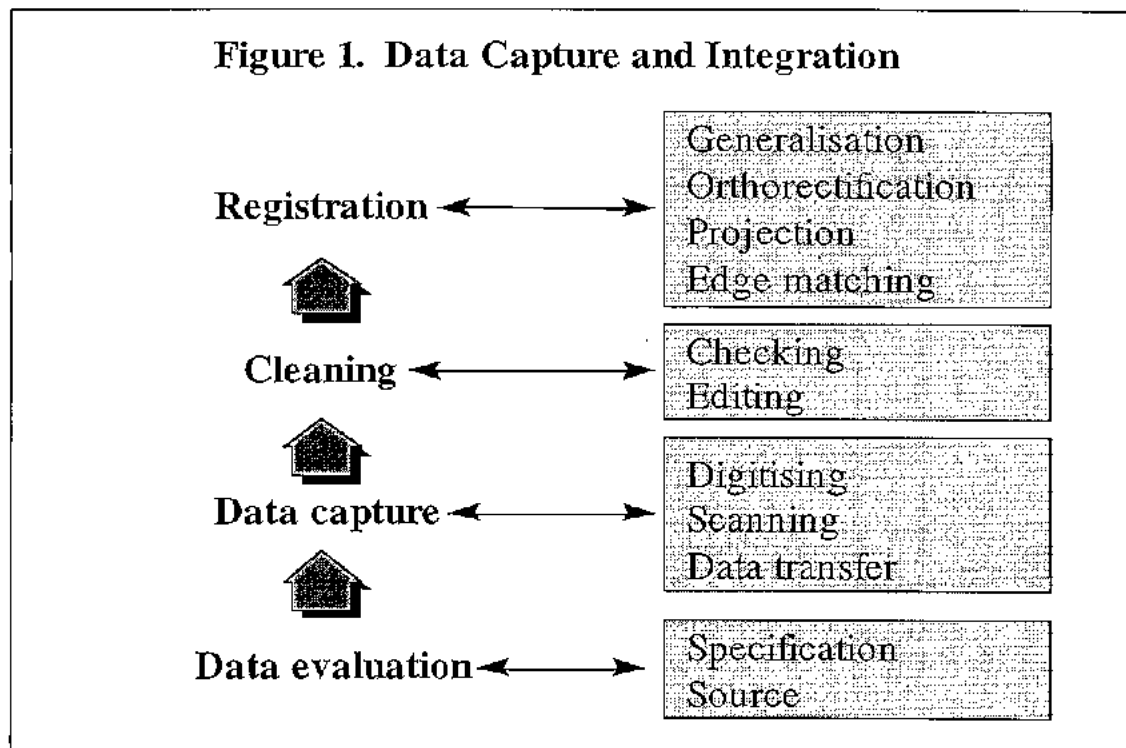 Figure 1. Data Capture and Integration
Registration
Generalisation
Orthorectification
Projection
Edge matching
Cleaning
Checking
Editing
Data capture
Digitising
Scanning
Data transfer
Data evaluation
Specification
Source